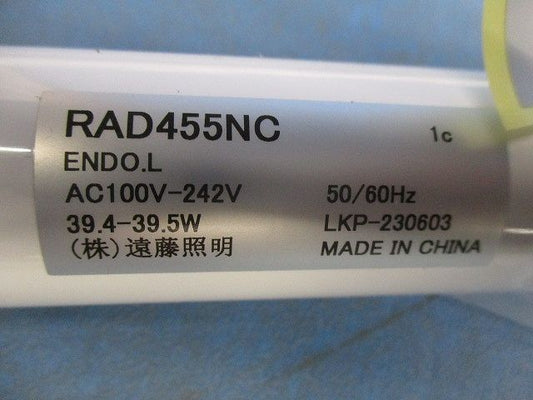 RAD455NC 1c
ENDO.L
AC100V-242V 50/60Hz
39.4-39.5W LKP-230603
(株)遠藤照明 MADE IN CHINA